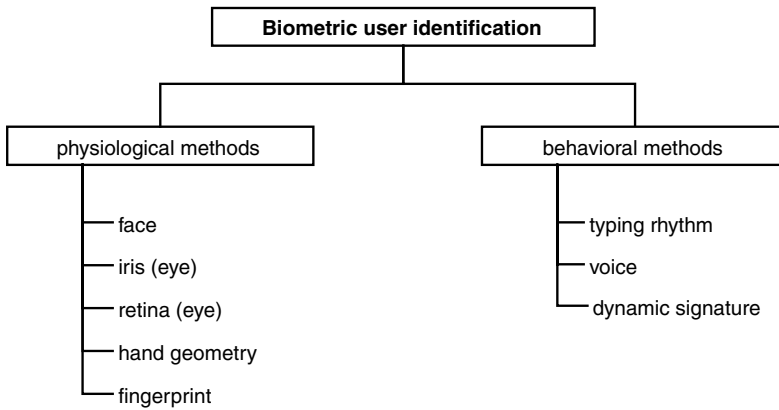 Biometric user identification
physiological methods
face
iris (eye)
retina (eye)
hand geometry
fingerprint
behavioral methods
typing rhythm
voice
dynamic signature